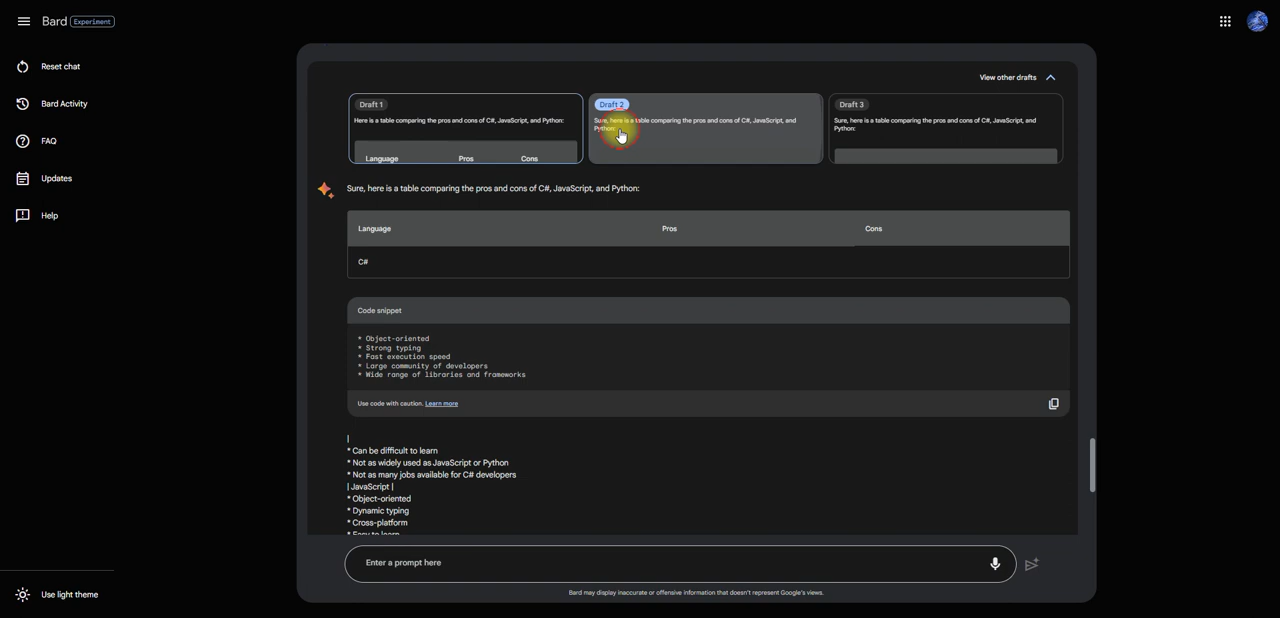 Bard Experiment
Reset chat
Bard Activity
FAQ
Updates
Help
Use light theme
View other drafts
Draft 1
Here is a table comparing the pros and cons of C#, JavaScript, and Python:
Language Pros Cons
Draft 2
Sure, here is a table comparing the pros and cons of C#, JavaScript, and
Python:
Draft 3
Sure, here is a table comparing the pros and cons of C#, JavaScript, and
Python:
Sure, here is a table comparing the pros and cons of C#, JavaScript, and Python:
Language Pros Cons
C#
Code snippet
* Object-oriented
* Strong typing
* Fast execution speed
* Large community of developers
* Wide range of libraries and frameworks
Use code with caution. Learn more
|
* Can be difficult to learn
* Not as widely used as JavaScript or Python
* Not as many jobs available for C# developers
| JavaScript |
* Object-oriented
* Dynamic typing
* Cross-platform
* Easy to learn
Enter a prompt here
Bard may display inaccurate or offensive information that doesn't represent Google's views.